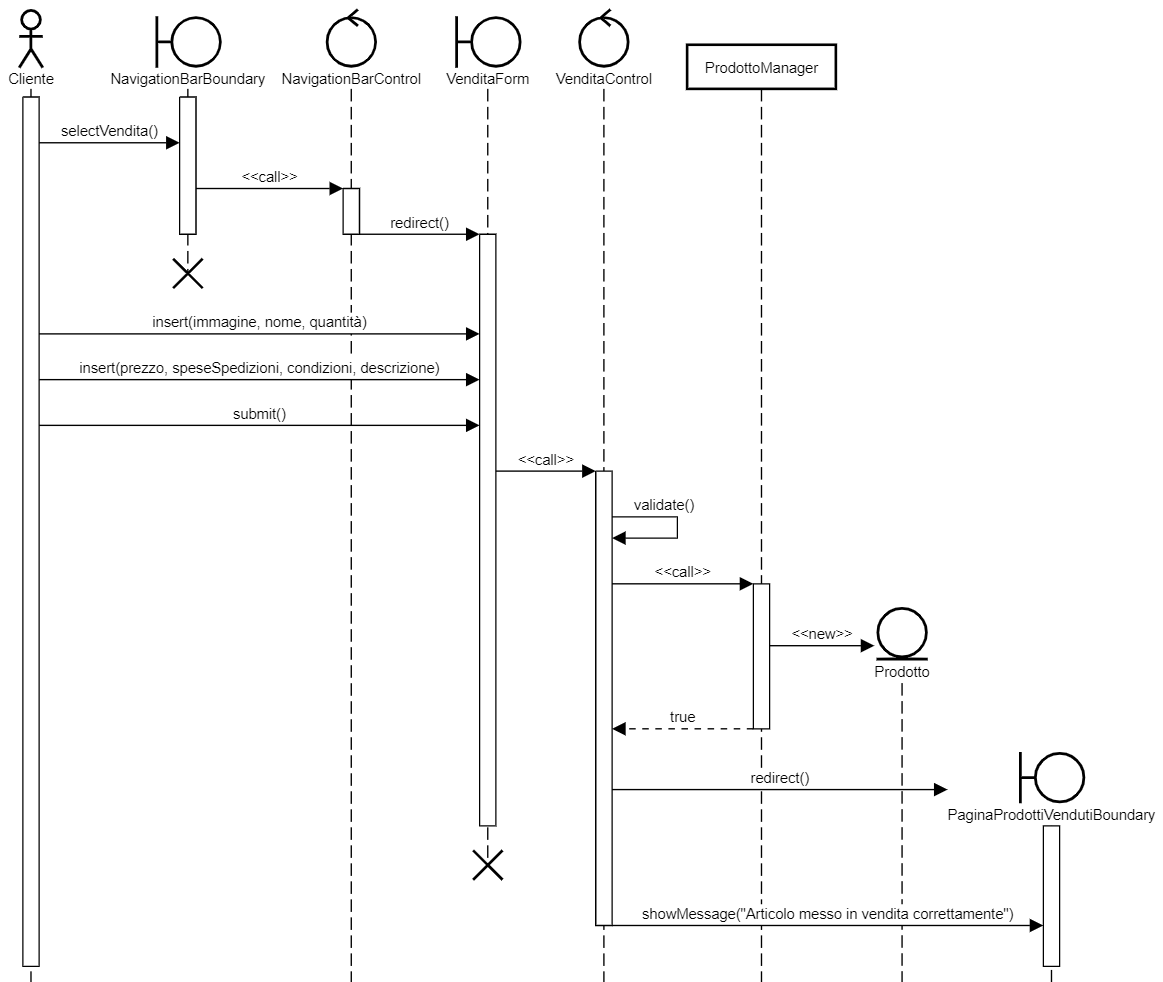 Cliente
NavigationBarBoundary
NavigationBarControl
VenditaForm
VenditaControl
ProdottoManager
selectVendita()
<<call>>
redirect()
insert(immagine, nome, quantità)
insert(prezzo, speseSpedizioni, condizioni, descrizione)
submit()
<<call>>
validate()
<<call>>
<<new>>
Prodotto
true
redirect()
PaginaProdottiVendutiBoundary
showMessage("Articolo messo in vendita correttamente")